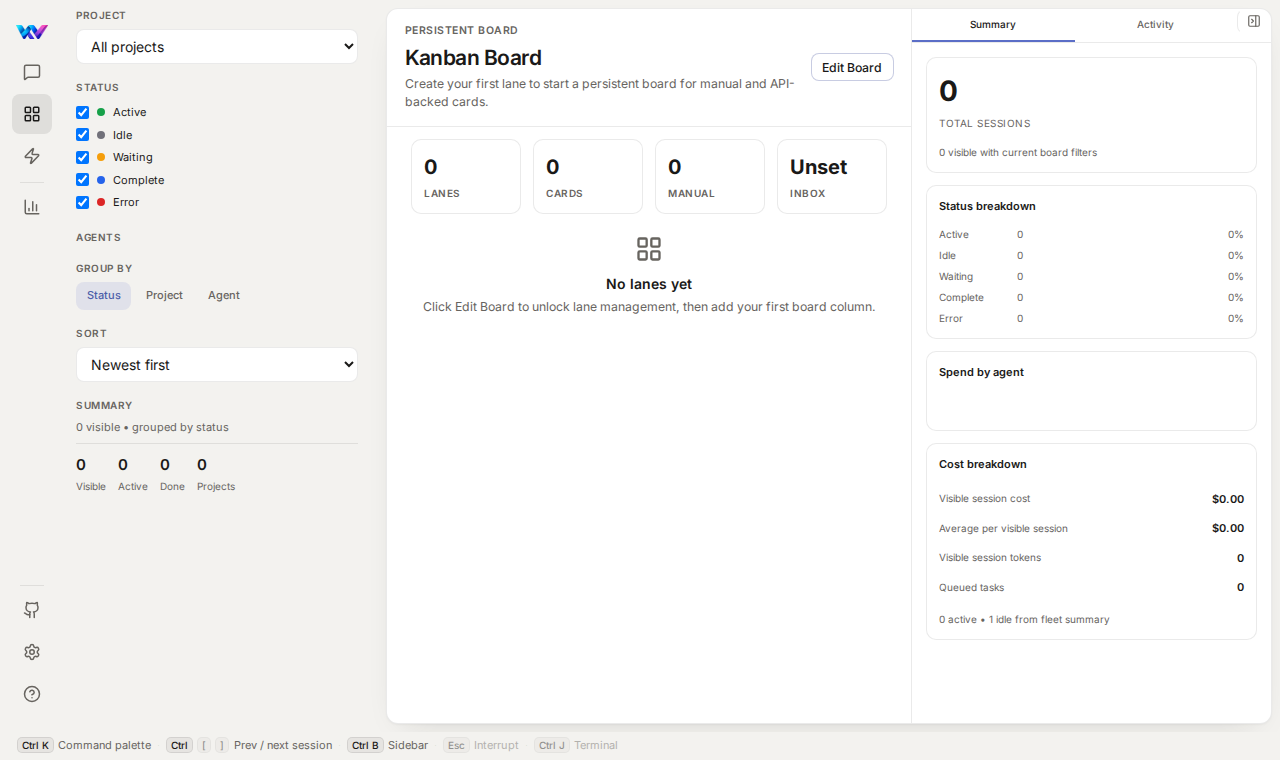 PROJECT
All projects
STATUS
Active
Idle
Waiting
Complete
Error
AGENTS
GROUP BY
Status Project Agent
SORT
Newest first
SUMMARY
0 visible • grouped by status
0 0 0 0
Visible Active Done Projects
PERSISTENT BOARD
Kanban Board
Create your first lane to start a persistent board for manual and API-
backed cards.
Edit Board
0 0 0 Unset
LANES CARDS MANUAL INBOX
No lanes yet
Click Edit Board to unlock lane management, then add your first board column.
Summary Activity
0
TOTAL SESSIONS
0 visible with current board filters
Status breakdown
Active 0 0%
Idle 0 0%
Waiting 0 0%
Complete 0 0%
Error 0 0%
Spend by agent
Cost breakdown
Visible session cost $0.00
Average per visible session $0.00
Visible session tokens 0
Queued tasks 0
0 active • 1 idle from fleet summary
Ctrl K Command palette Ctrl [ ] Prev / next session Ctrl B Sidebar Esc Interrupt Ctrl J Terminal